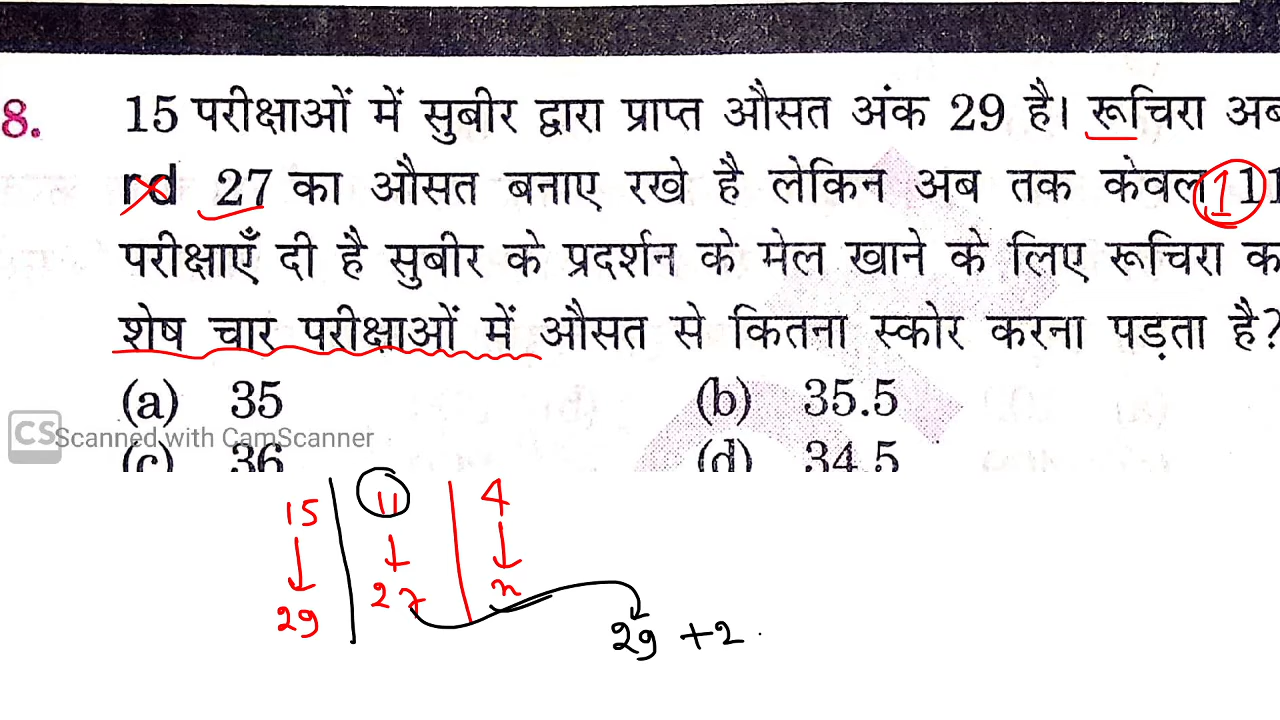 8. 15 परीक्षाओं में सुबीर द्वारा प्राप्त औसत अंक 29 है। रूचिरा अब
rd 27 का औसत बनाए रखे है लेकिन अब तक केवल 11
परीक्षाएँ दी है सुबीर के प्रदर्शन के मेल खाने के लिए रूचिरा क
शेष चार परीक्षाओं में औसत से कितना स्कोर करना पड़ता है?
(a) 35 (b) 35.5
CS Scanned with CamScanner
(c) 36 (d) 34.5
15 11 4
29 27 x
29 +2